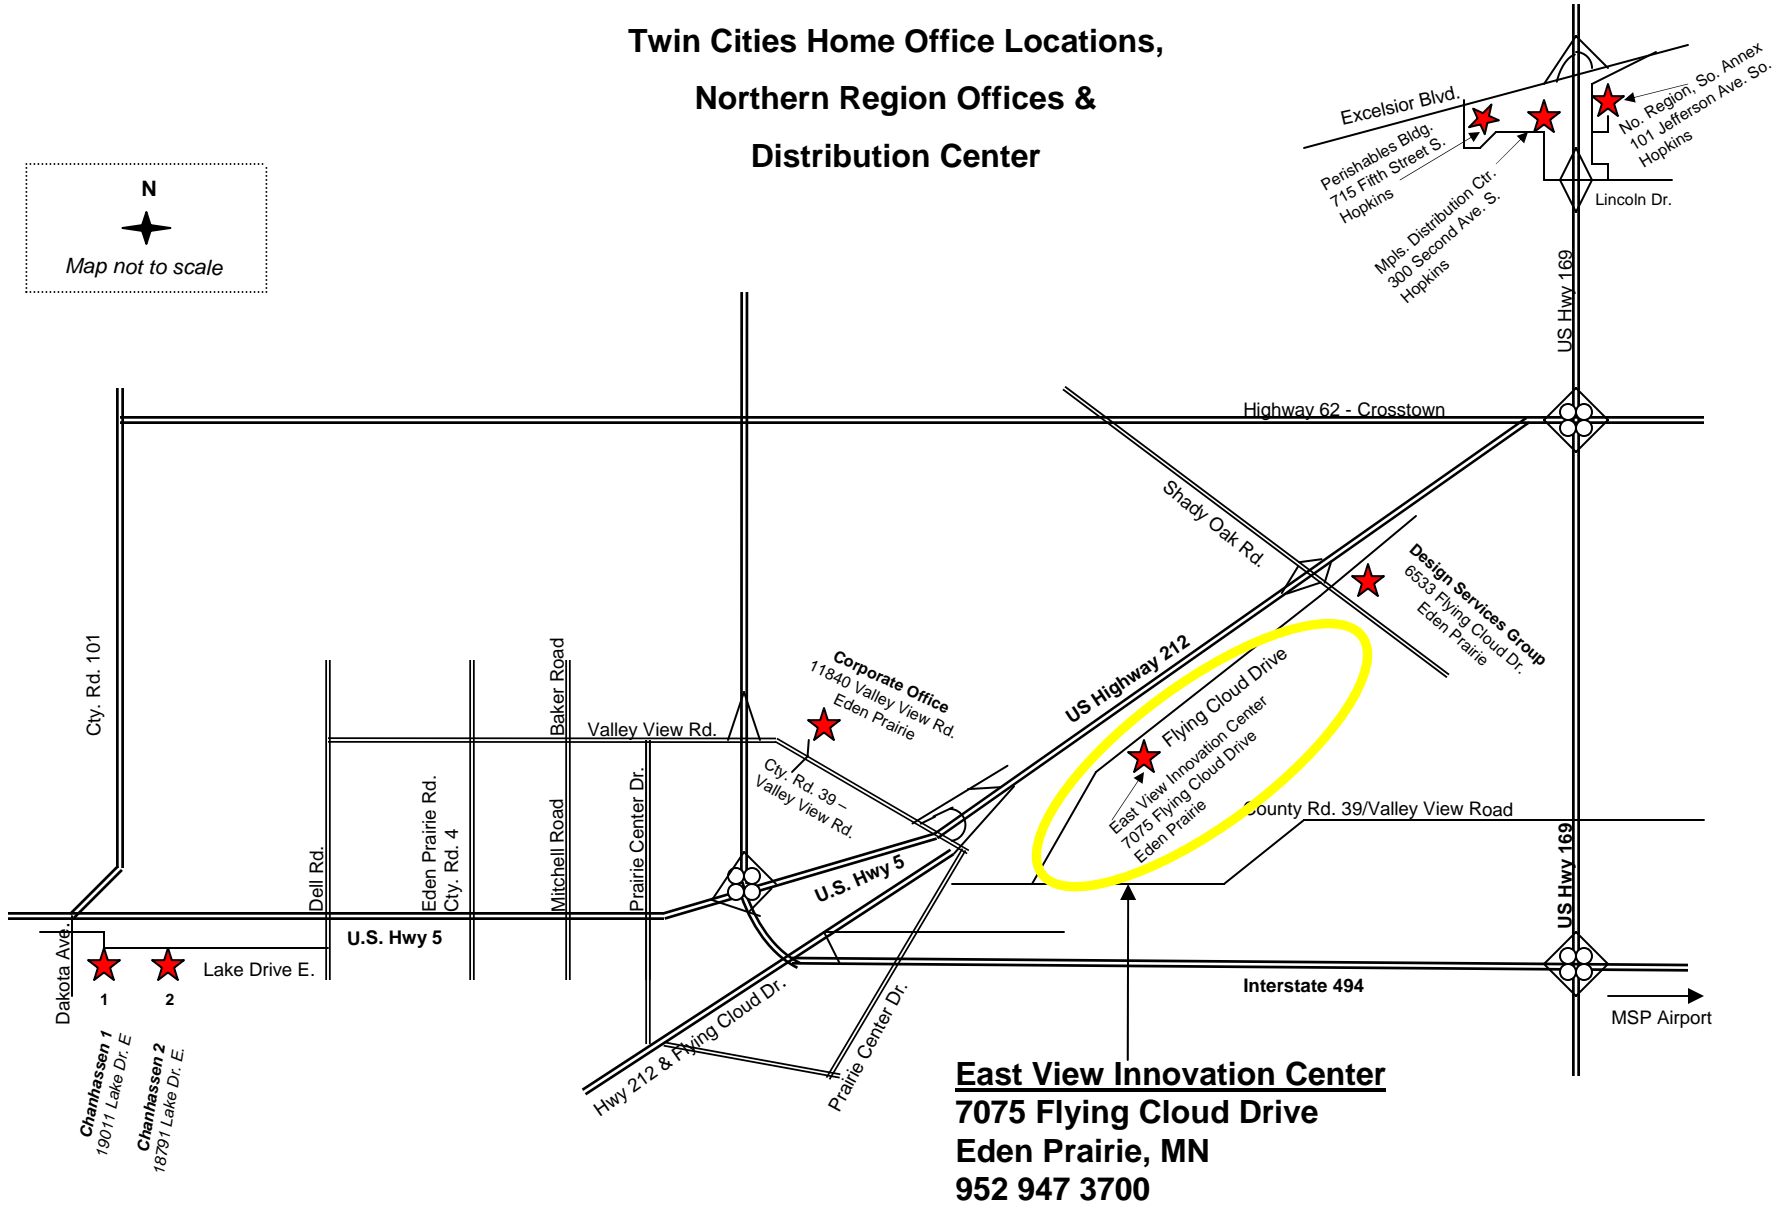 Twin Cities Home Office Locations,
Northern Region Offices &
Distribution Center
N
Map not to scale
Excelsior Blvd.
Perishables Bldg.
715 Fifth Street S.
Hopkins
Mpls. Distribution Ctr.
300 Second Ave. S.
Hopkins
No. Region, So. Annex
101 Jefferson Ave. So.
Hopkins
Lincoln Dr.
US Hwy 169
Highway 62 - Crosstown
Shady Oak Rd.
Design Services Group
6533 Flying Cloud Dr.
Eden Prairie
Cty. Rd. 101
Baker Road
Corporate Office
11840 Valley View Rd.
Eden Prairie
US Highway 212
Flying Cloud Drive
East View Innovation Center
7075 Flying Cloud Drive
Eden Prairie
Valley View Rd.
Cty. Rd. 39 –
Valley View Rd.
County Rd. 39/Valley View Road
Dell Rd.
Eden Prairie Rd.
Cty. Rd. 4
Mitchell Road
Prairie Center Dr.
U.S. Hwy 5
US Hwy 169
U.S. Hwy 5
Dakota Ave.
Lake Drive E.
1
2
Interstate 494
MSP Airport
Hwy 212 & Flying Cloud Dr.
Prairie Center Dr.
Chanhassen 1
19011 Lake Dr. E
Chanhassen 2
18791 Lake Dr. E.
East View Innovation Center
7075 Flying Cloud Drive
Eden Prairie, MN
952 947 3700